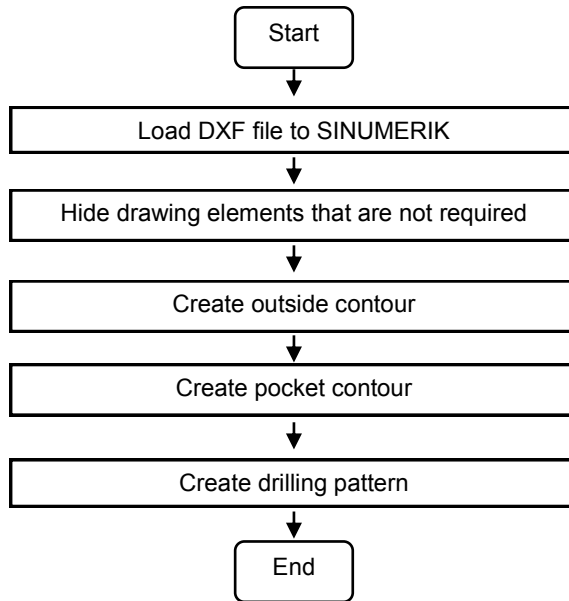 Start
Load DXF file to SINUMERIK
Hide drawing elements that are not required
Create outside contour
Create pocket contour
Create drilling pattern
End